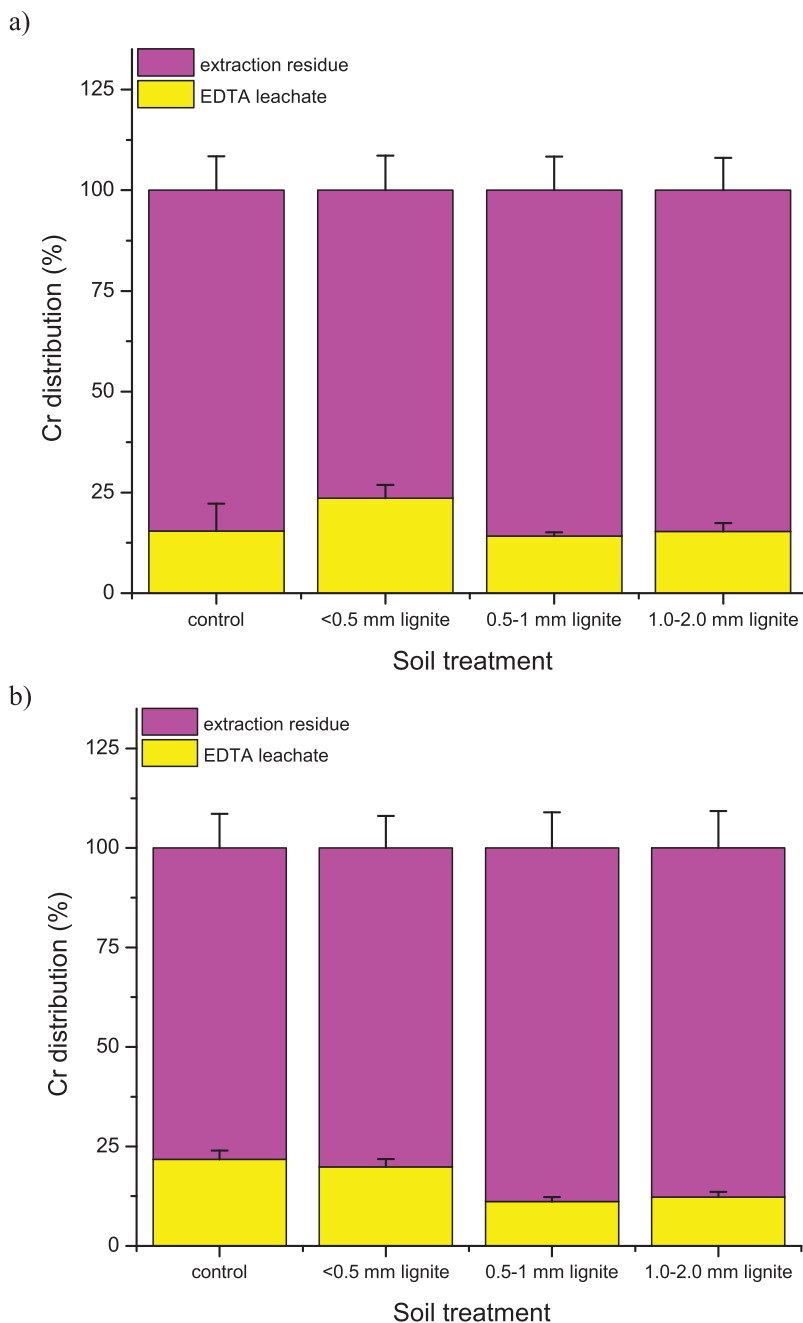 a)
extraction residue
EDTA leachate
125
100
75
50
25
0
Cr distribution (%)
control
<0.5 mm lignite
0.5-1 mm lignite
1.0-2.0 mm lignite
Soil treatment
b)
extraction residue
EDTA leachate
125
100
75
50
25
0
Cr distribution (%)
control
<0.5 mm lignite
0.5-1 mm lignite
1.0-2.0 mm lignite
Soil treatment